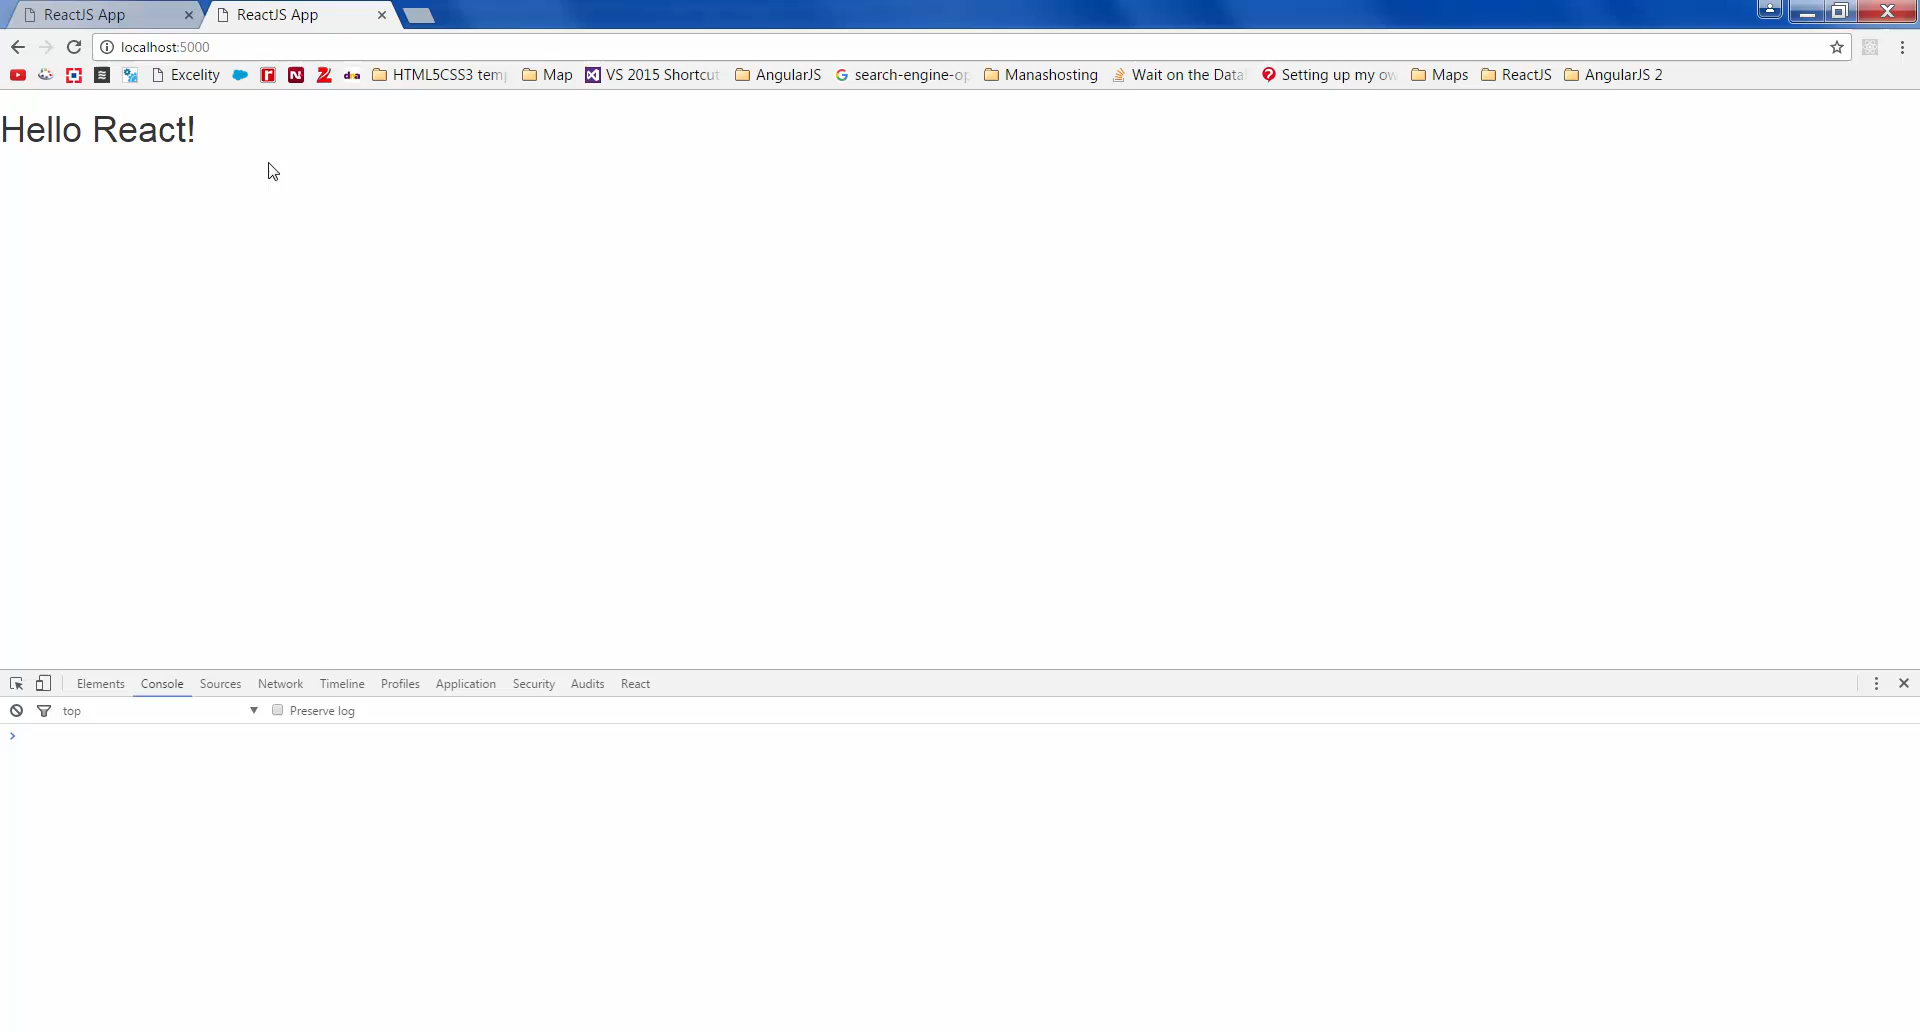 ReactJS App ReactJS App
localhost:5000
Excelity HTML5CSS3 temp Map VS 2015 Shortcut AngularJS search-engine-op Manashosting Wait on the Data Setting up my ow Maps ReactJS AngularJS 2
Hello React!
Elements Console Sources Network Timeline Profiles Application Security Audits React
top Preserve log